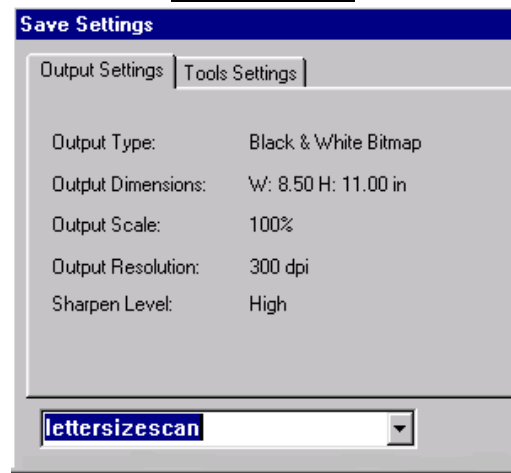 Save Settings
Output Settings Tools Settings
Output Type: Black & White Bitmap
Output Dimensions: W: 8.50 H: 11.00 in
Output Scale: 100%
Output Resolution: 300 dpi
Sharpen Level: High
lettersizescan